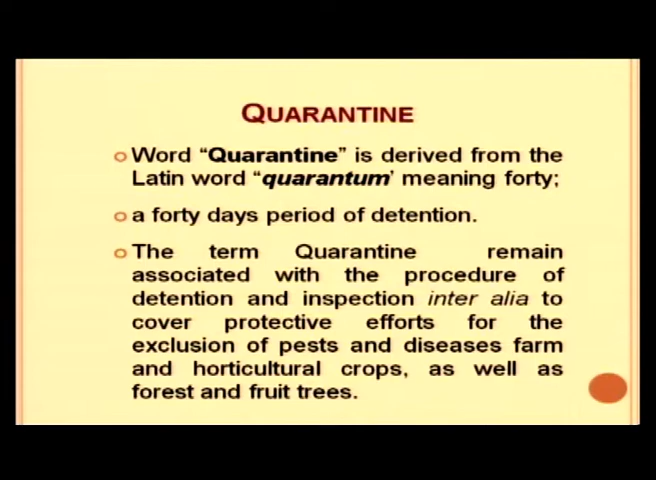 QUARANTINE
Word “Quarantine” is derived from the
Latin word “quarantum’ meaning forty;
a forty days period of detention.
The term Quarantine remain
associated with the procedure of
detention and inspection inter alia to
cover protective efforts for the
exclusion of pests and diseases farm
and horticultural crops, as well as
forest and fruit trees.